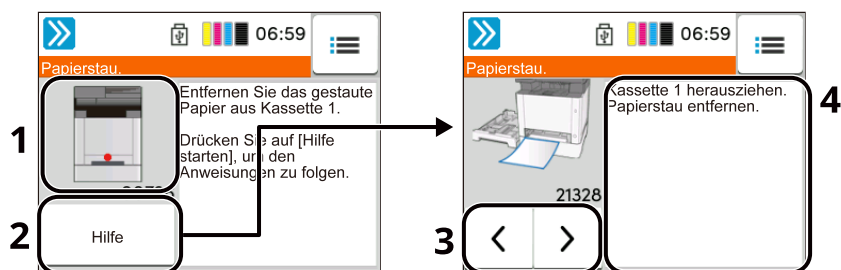 06:59
Papierstau.
Entfernen Sie das gestaute
Papier aus Kassette 1.
Drücken Sie auf [Hilfe
starten], um den
Anweisungen zu folgen.
1
2
Hilfe
06:59
Papierstau.
Kassette 1 herausziehen.
Papierstau entfernen.
21328
3
4